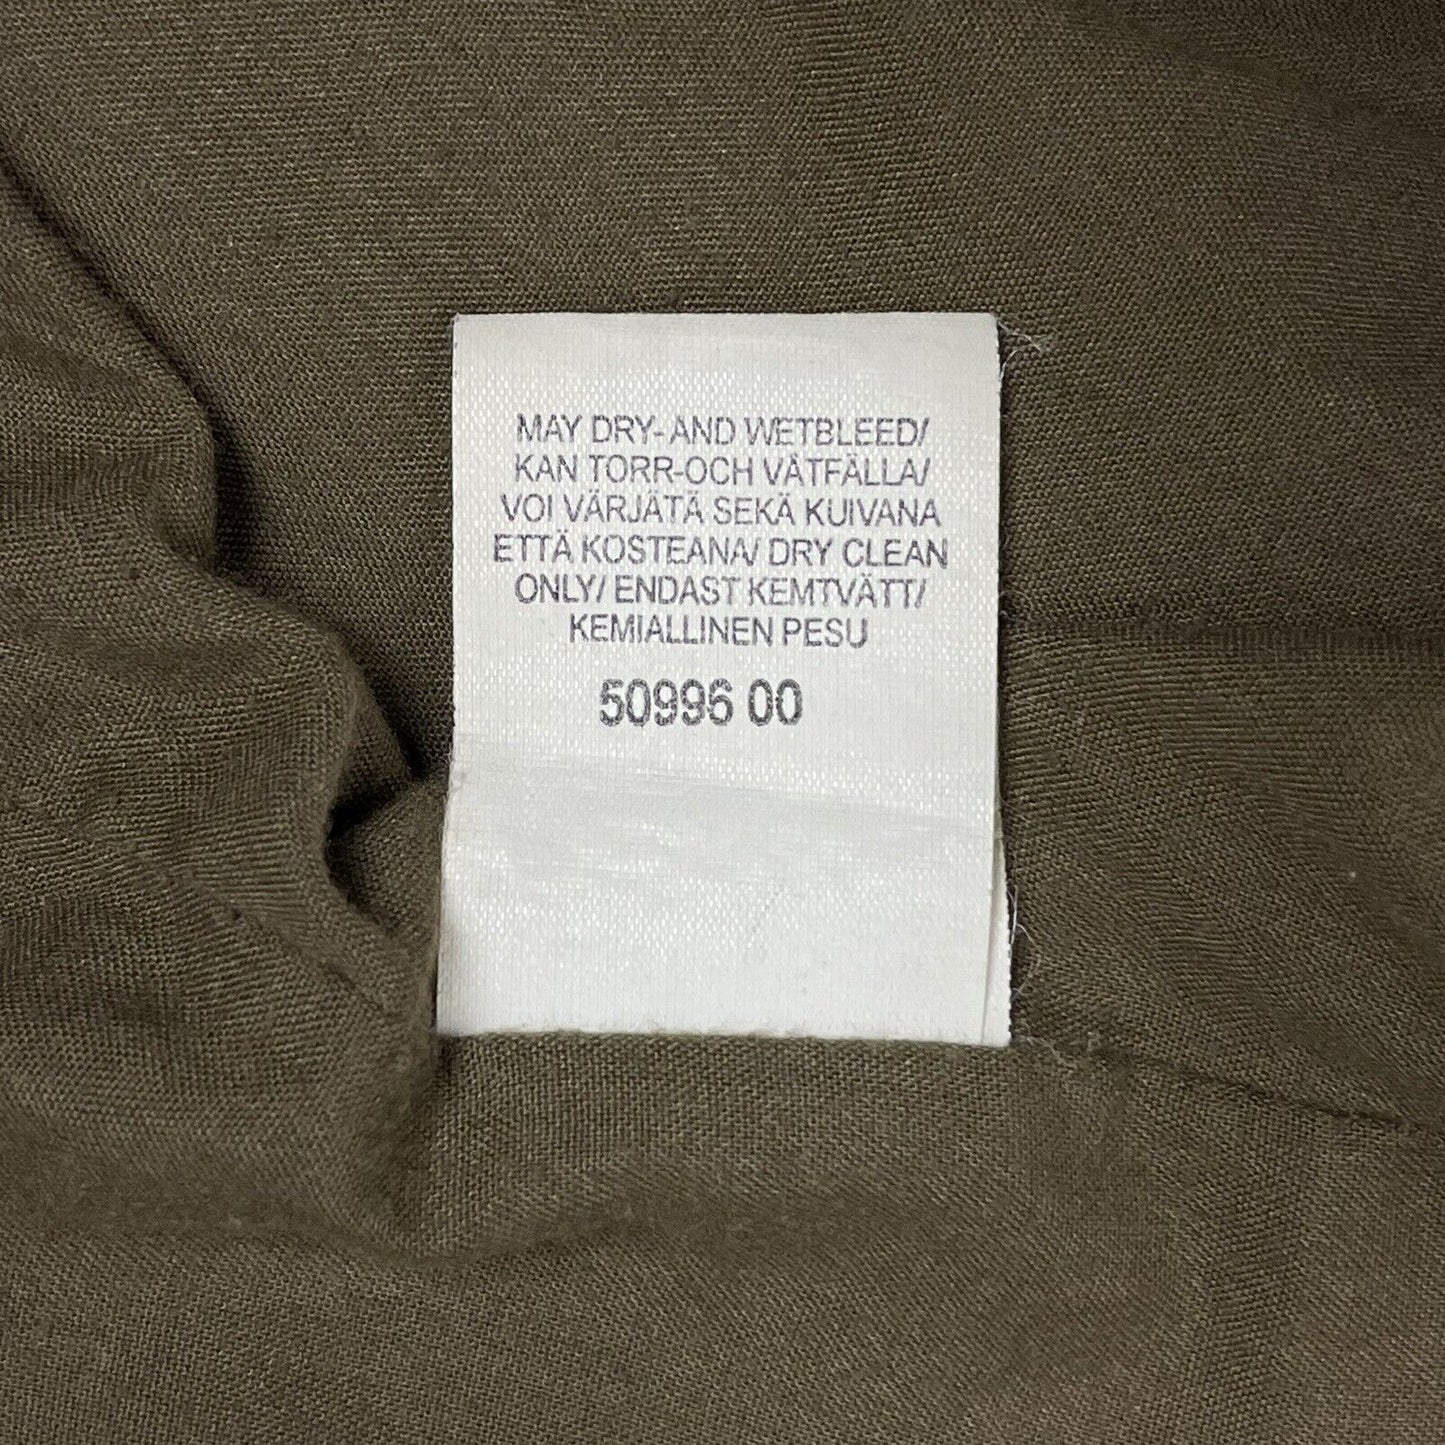 MAY DRY-AND WETBLEED/
KAN TORR-OCH VÄTFÄLLA/
VOI VÄRJÄTÄ SEKÄ KUIVANA
ETTÄ KOSTEANA/ DRY CLEAN
ONLY/ ENDAST KEMTVÄTT/
KEMIALLINEN PESU
50996 00